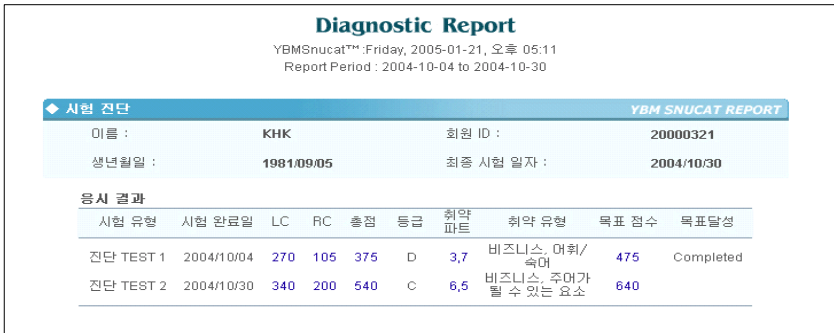 Diagnostic Report
YBMSnucat™ :Friday, 2005-01-21, 오후 05:11
Report Period : 2004-10-04 to 2004-10-30
◆ 시험 진단 YBM SNUCAT REPORT
이름 : KHK 회원 ID : 20000321
생년월일 : 1981/09/05 최종 시험 일자 : 2004/10/30
응시 결과
시험 유형 시험 완료일 LC RC 총점 등급 취약 파트 취약 유형 목표 점수 목표달성
진단 TEST 1 2004/10/04 270 105 375 D 3,7 비즈니스, 어휘/숙어 475 Completed
진단 TEST 2 2004/10/30 340 200 540 C 6,5 비즈니스, 주어가 될 수 있는 요소 640